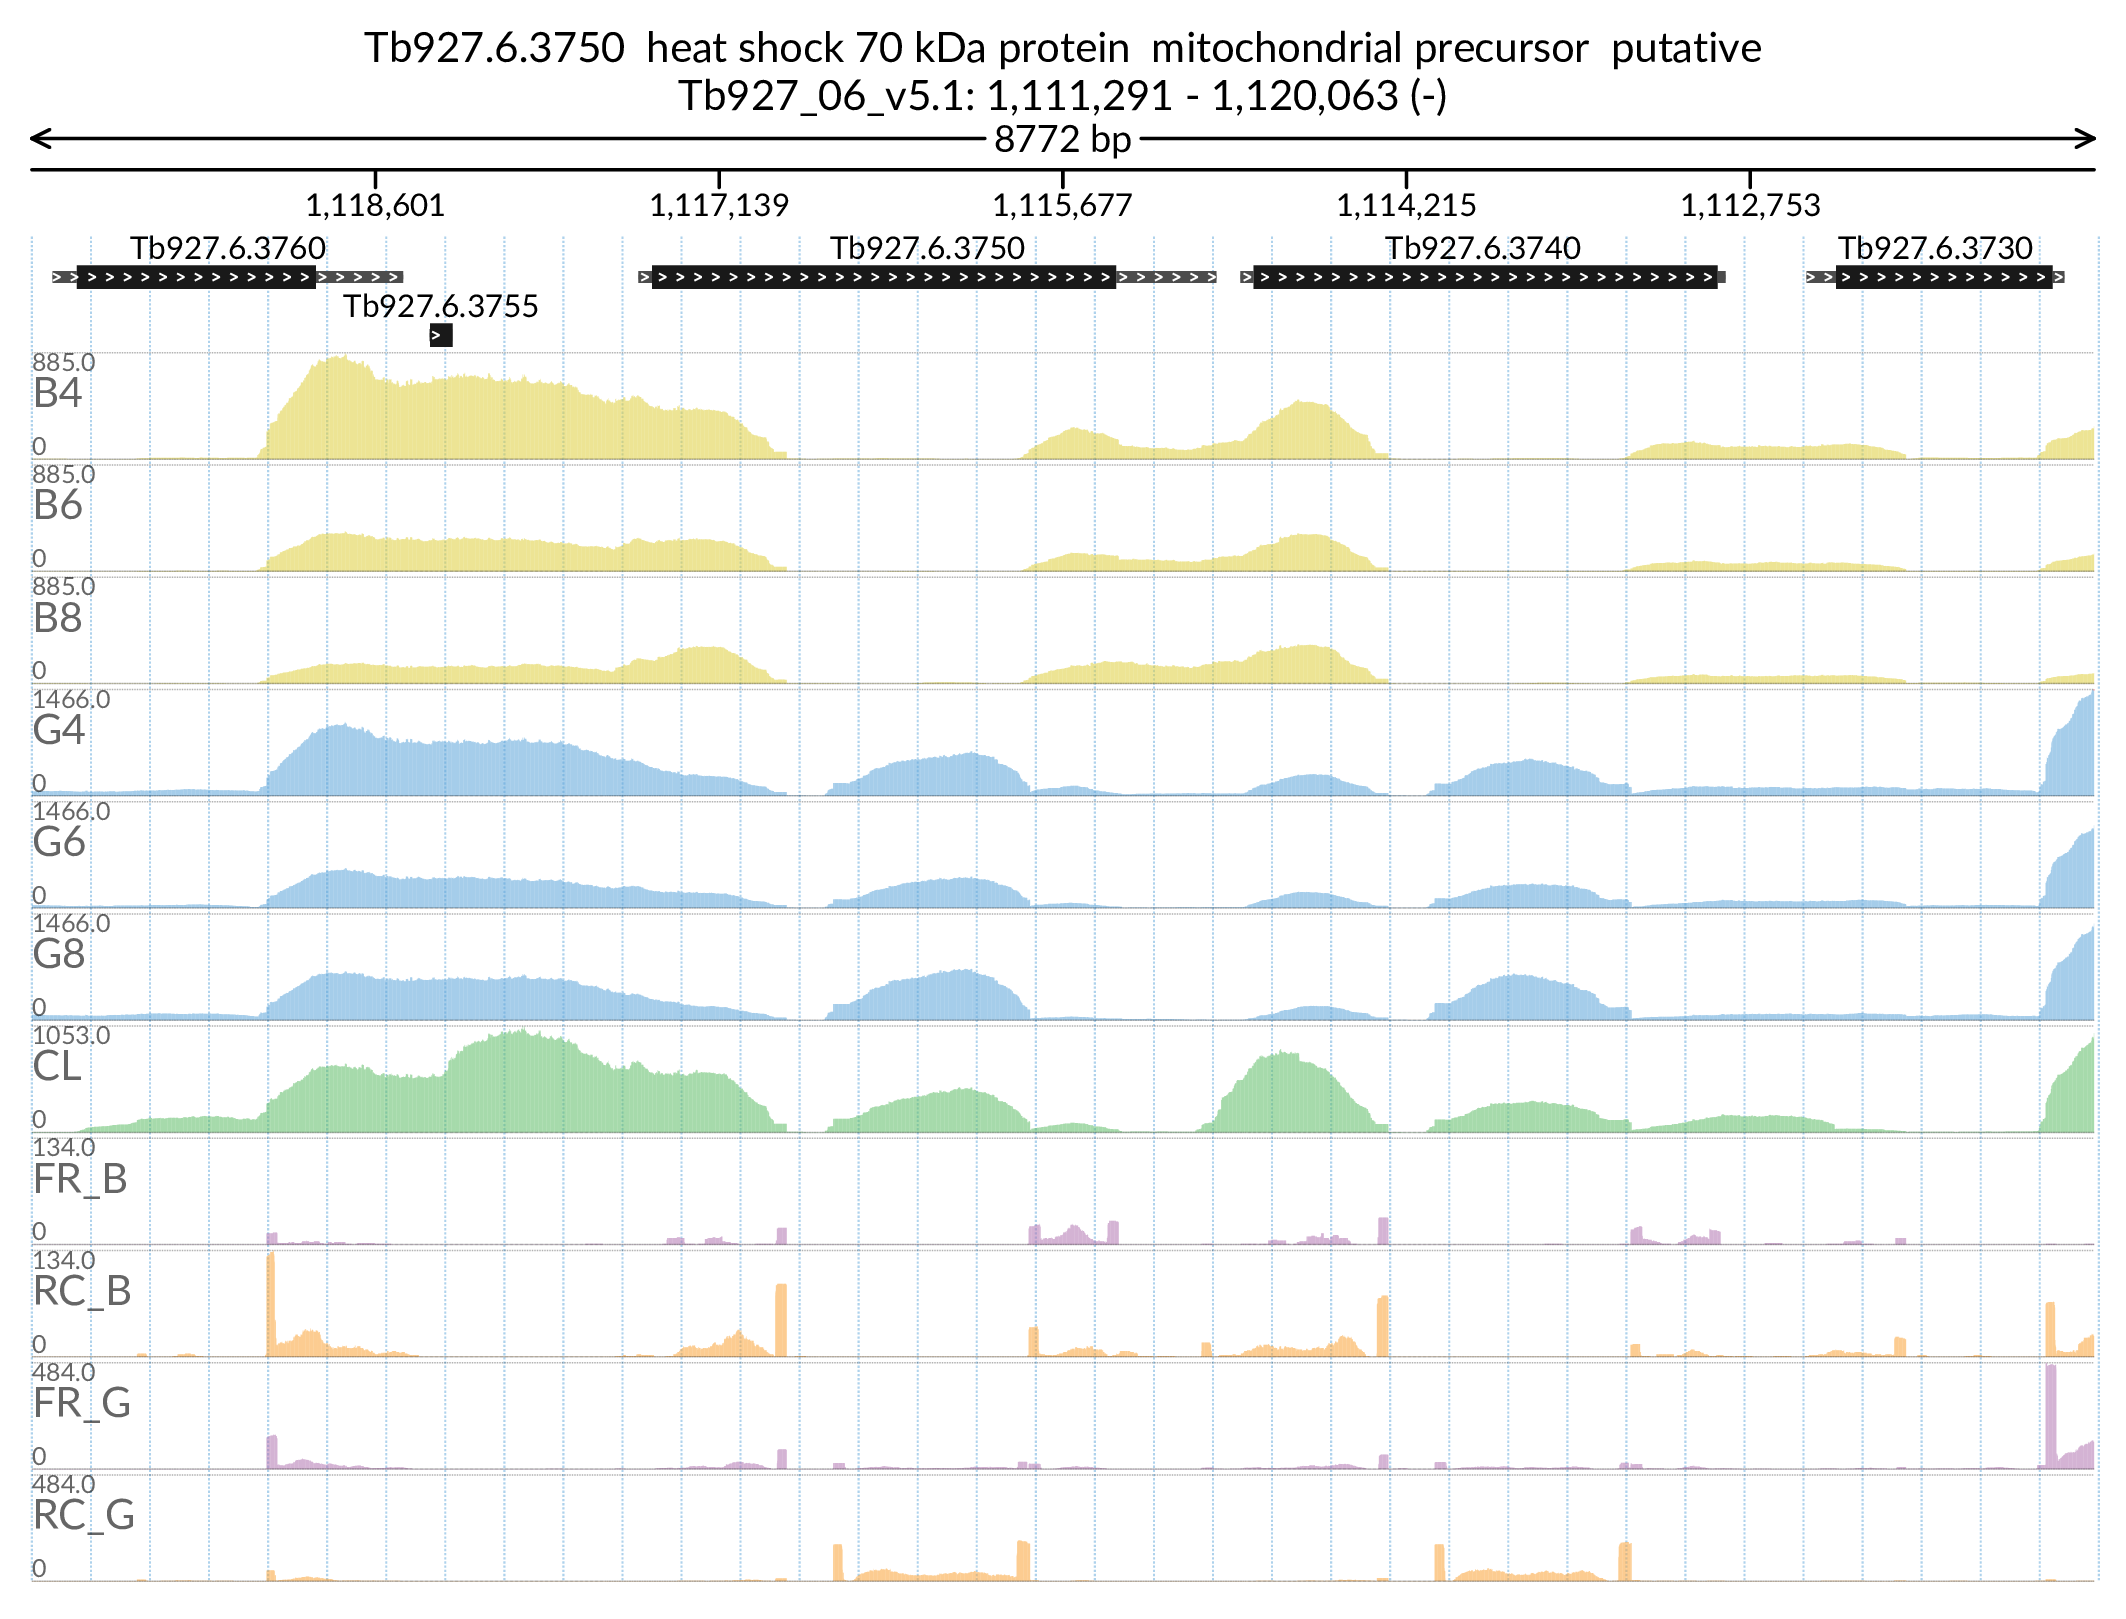 Tb927.6.3750 heat shock 70 kDa protein mitochondrial precursor putative
Tb927_06_v5.1: 1,111,291 - 1,120,063 (-)
8772 bp
1,118,601 1,117,139 1,115,677 1,114,215 1,112,753
Tb927.6.3760 Tb927.6.3750 Tb927.6.3740 Tb927.6.3730
Tb927.6.3755
885.0
B4
0
885.0
B6
0
885.0
B8
0
1466.0
G4
0
1466.0
G6
0
1466.0
G8
0
1053.0
CL
0
134.0
FR_B
0
134.0
RC_B
0
484.0
FR_G
0
484.0
RC_G
0